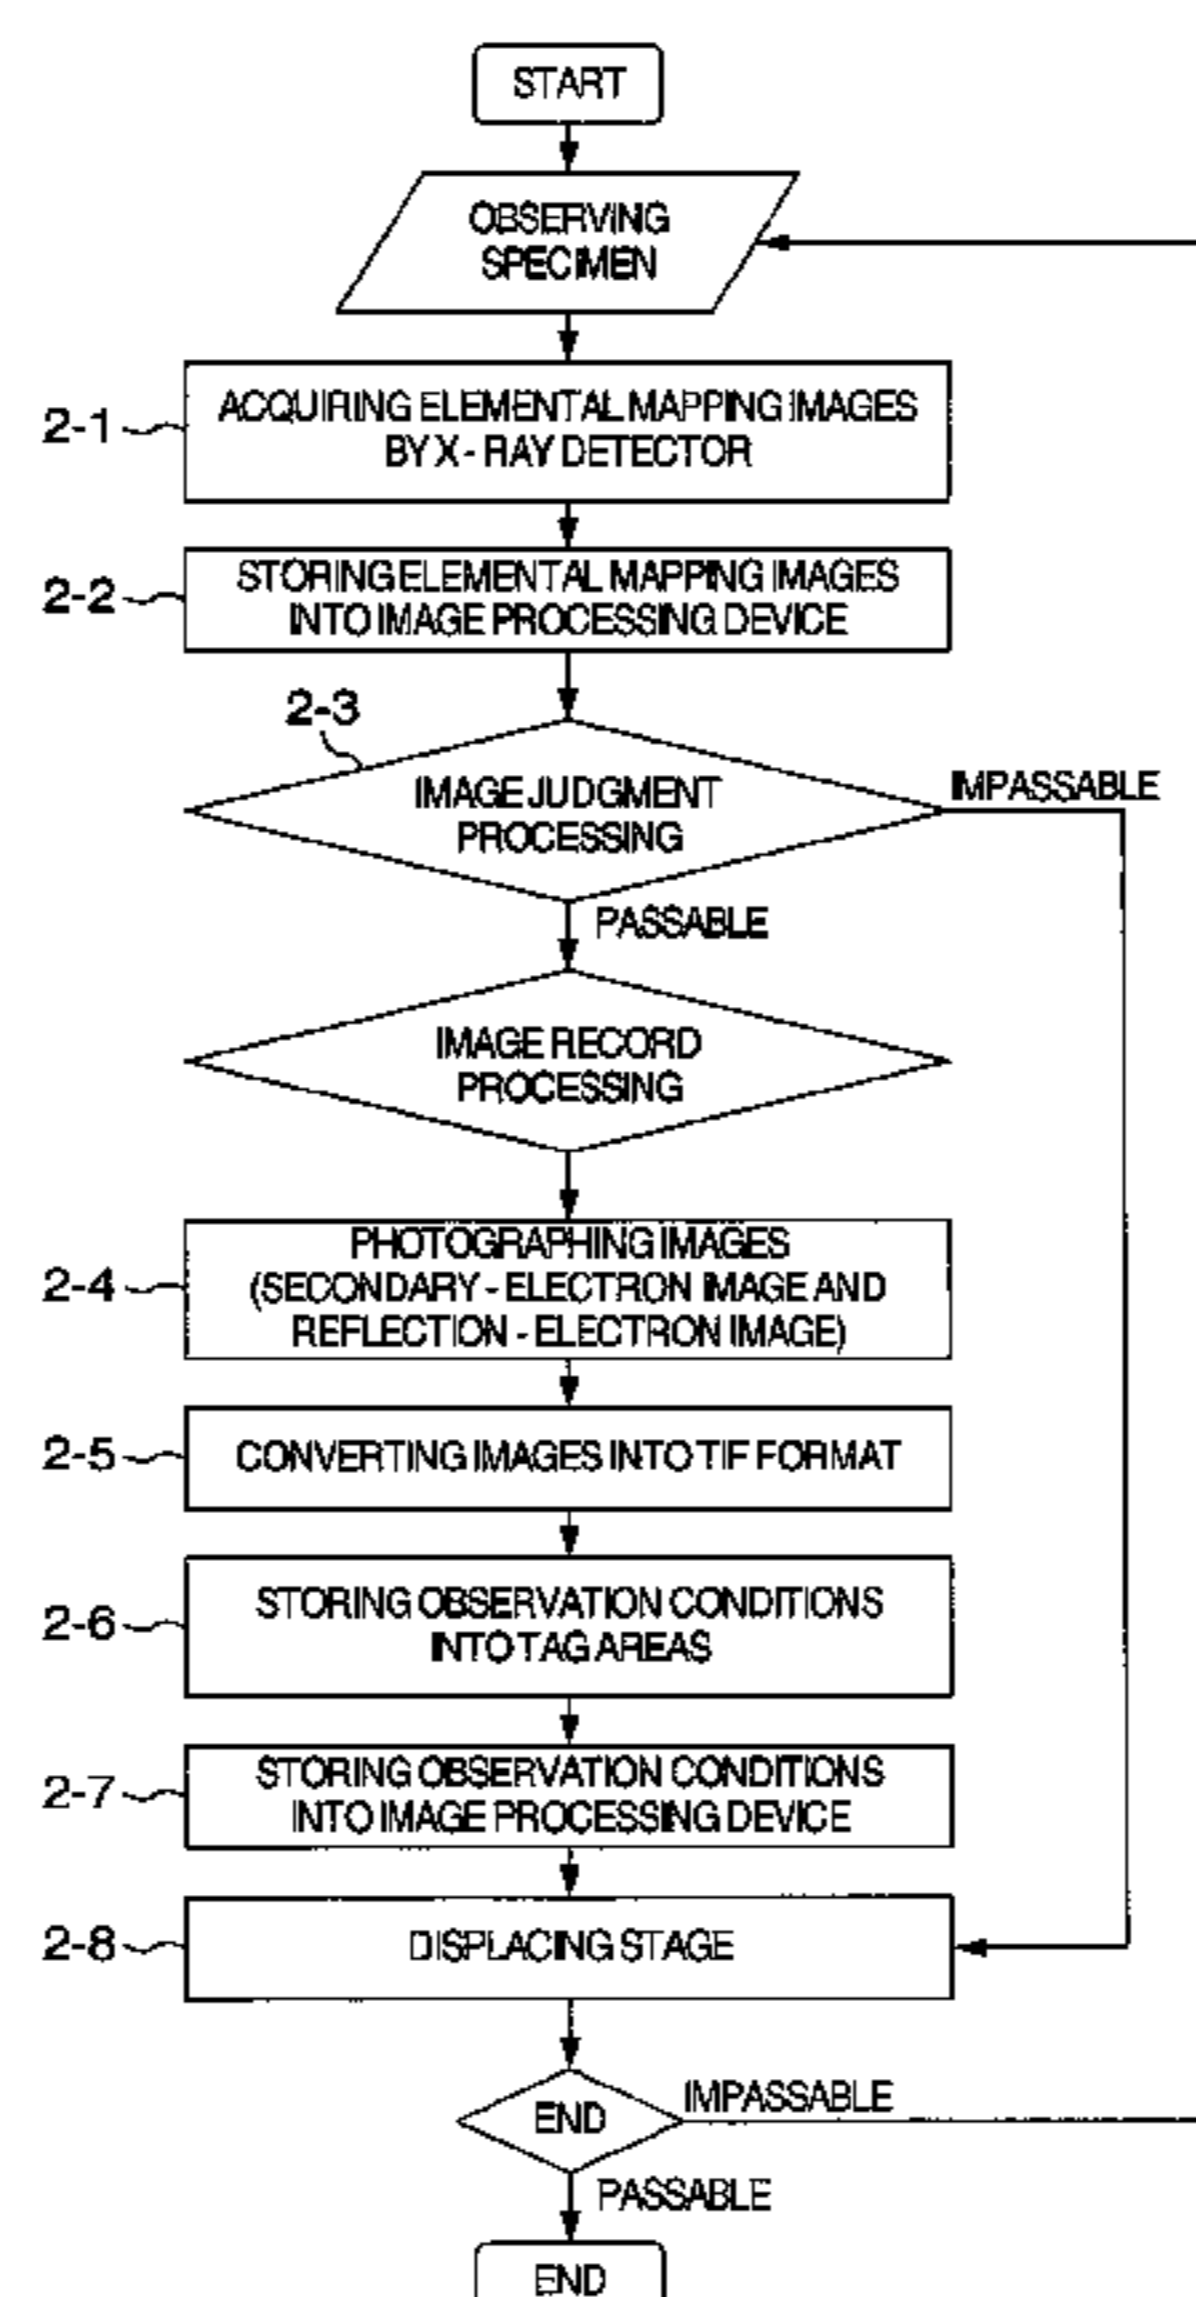 START
OBSERVING
SPECIMEN
2-1
ACQUIRING ELEMENTAL MAPPING IMAGES
BY X - RAY DETECTOR
2-2
STORING ELEMENTAL MAPPING IMAGES
INTO IMAGE PROCESSING DEVICE
2-3
IMAGE JUDGMENT
PROCESSING
IMPASSABLE
PASSABLE
IMAGE RECORD
PROCESSING
2-4
PHOTOGRAPHING IMAGES
(SECONDARY - ELECTRON IMAGE AND
REFLECTION - ELECTRON IMAGE)
2-5
CONVERTING IMAGES INTO TIF FORMAT
2-6
STORING OBSERVATION CONDITIONS
INTO TAG AREAS
2-7
STORING OBSERVATION CONDITIONS
INTO IMAGE PROCESSING DEVICE
2-8
DISPLACING STAGE
END
IMPASSABLE
PASSABLE
END